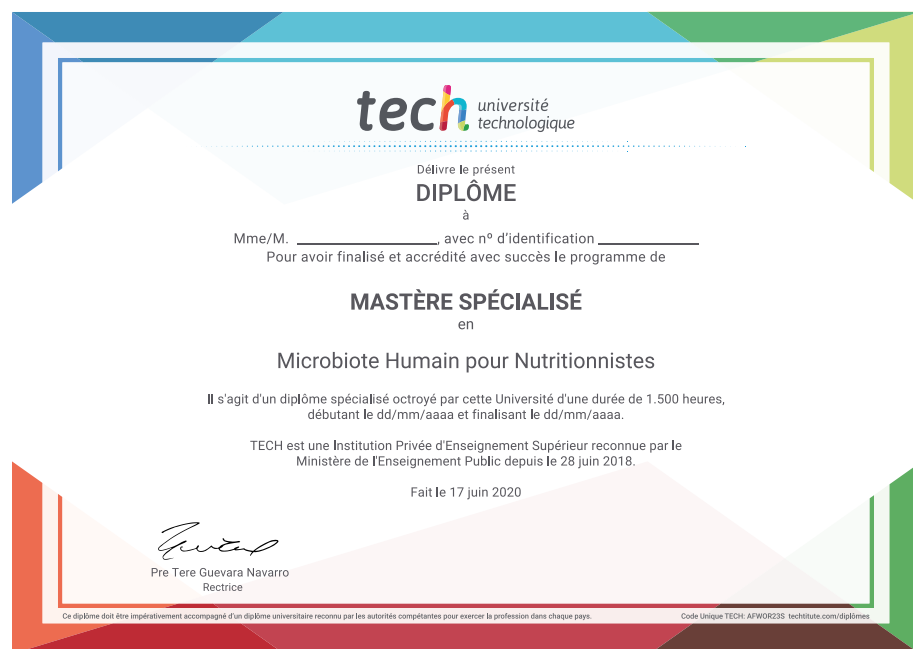 tech université
technologique
Délivre le présent
DIPLÔME
à
Mme/M. ____________________, avec nº d'identification ______________
Pour avoir finalisé et accrédité avec succès le programme de
MASTÈRE SPÉCIALISÉ
en
Microbiote Humain pour Nutritionnistes
Il s'agit d'un diplôme spécialisé octroyé par cette Université d'une durée de 1.500 heures,
débutant le dd/mm/aaaa et finalisant le dd/mm/aaaa.
TECH est une Institution Privée d'Enseignement Supérieur reconnue par le
Ministère de l'Enseignement Public depuis le 28 juin 2018.
Fait le 17 juin 2020
Pre Tere Guevara Navarro
Rectrice
Ce diplôme doit être impérativement accompagné d'un diplôme universitaire reconnu par les autorités compétantes pour exercer la profession dans chaque pays. Code Unique TECH: AFWOR23S techtitute.com/diplômes